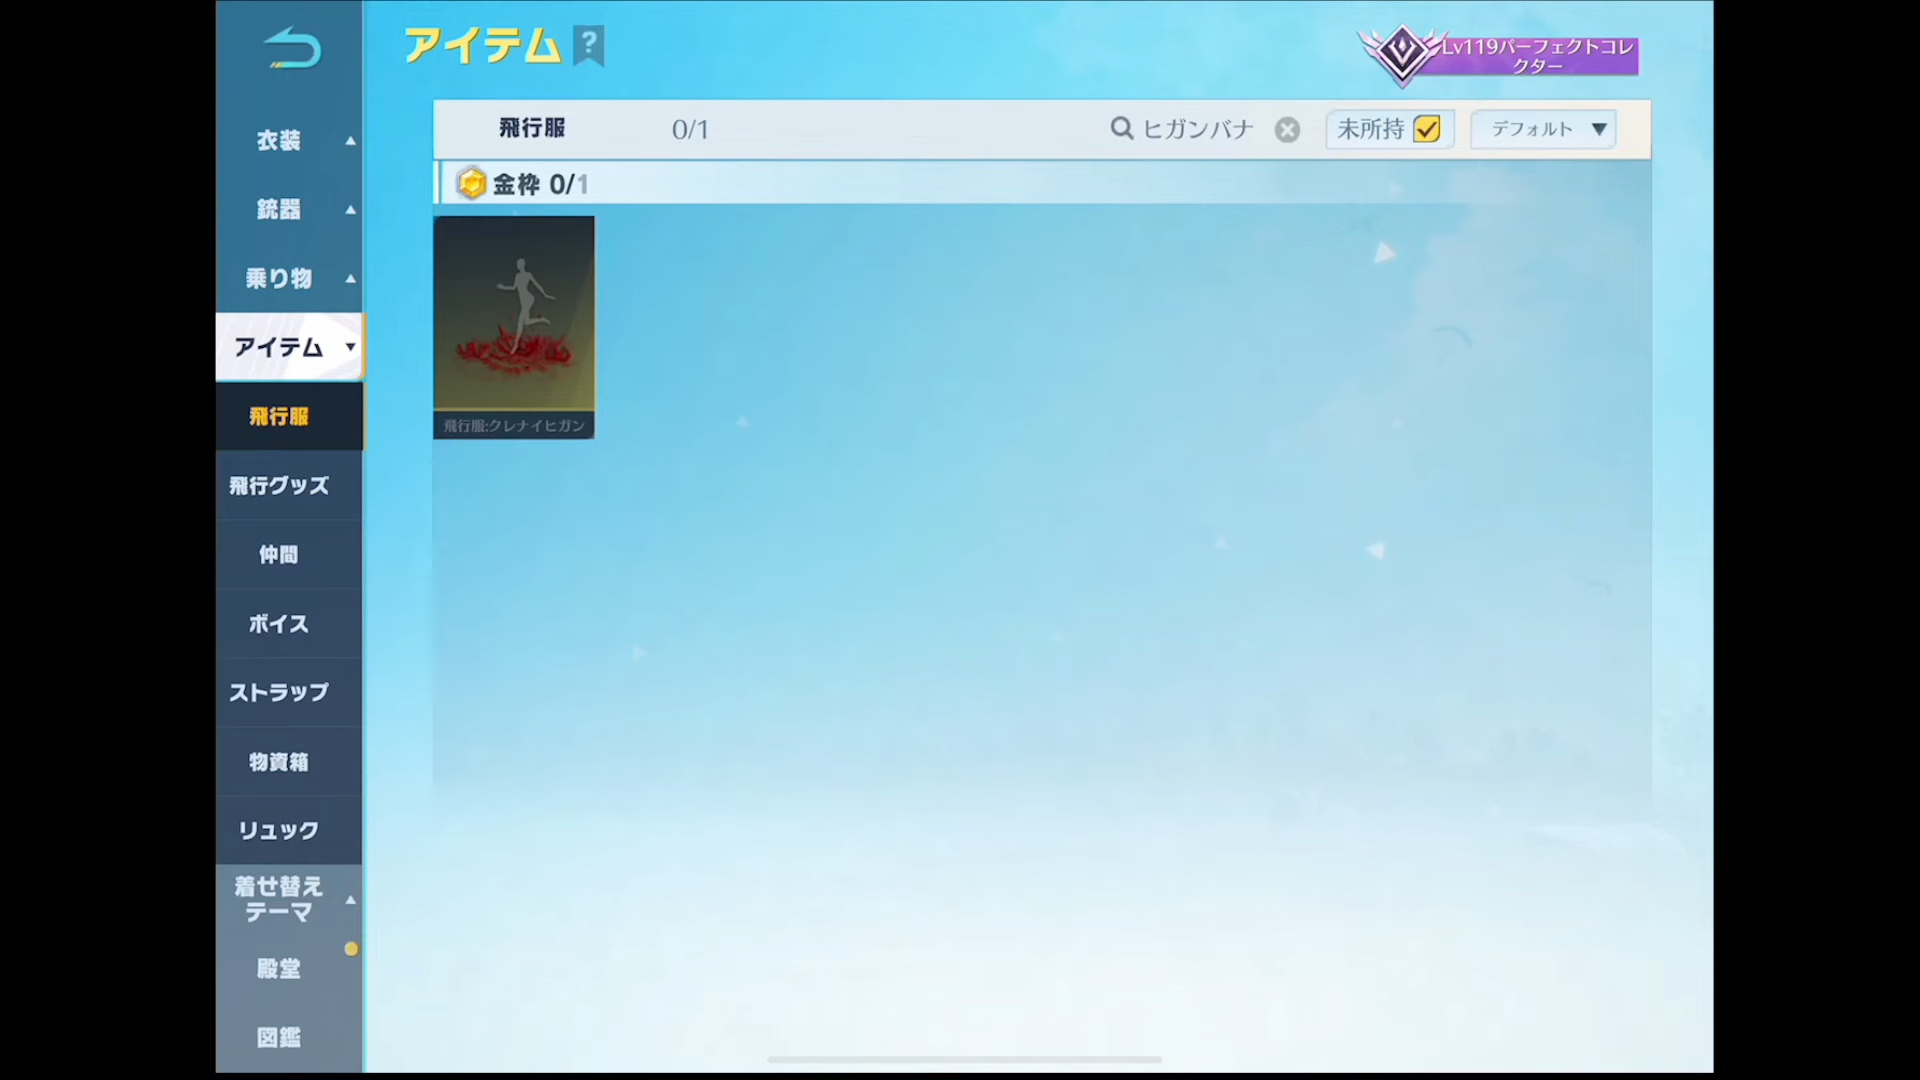 アイテム
?
Lv119パーフェクトコレ
クター
衣装
銃器
乗り物
アイテム
飛行服
飛行グッズ
仲間
ボイス
ストラップ
物資箱
リュック
着せ替え
テーマ
殿堂
図鑑
飛行服 0/1 ヒガンバナ 未所持 デフォルト
金枠 0/1
飛行服:クレナイヒガン